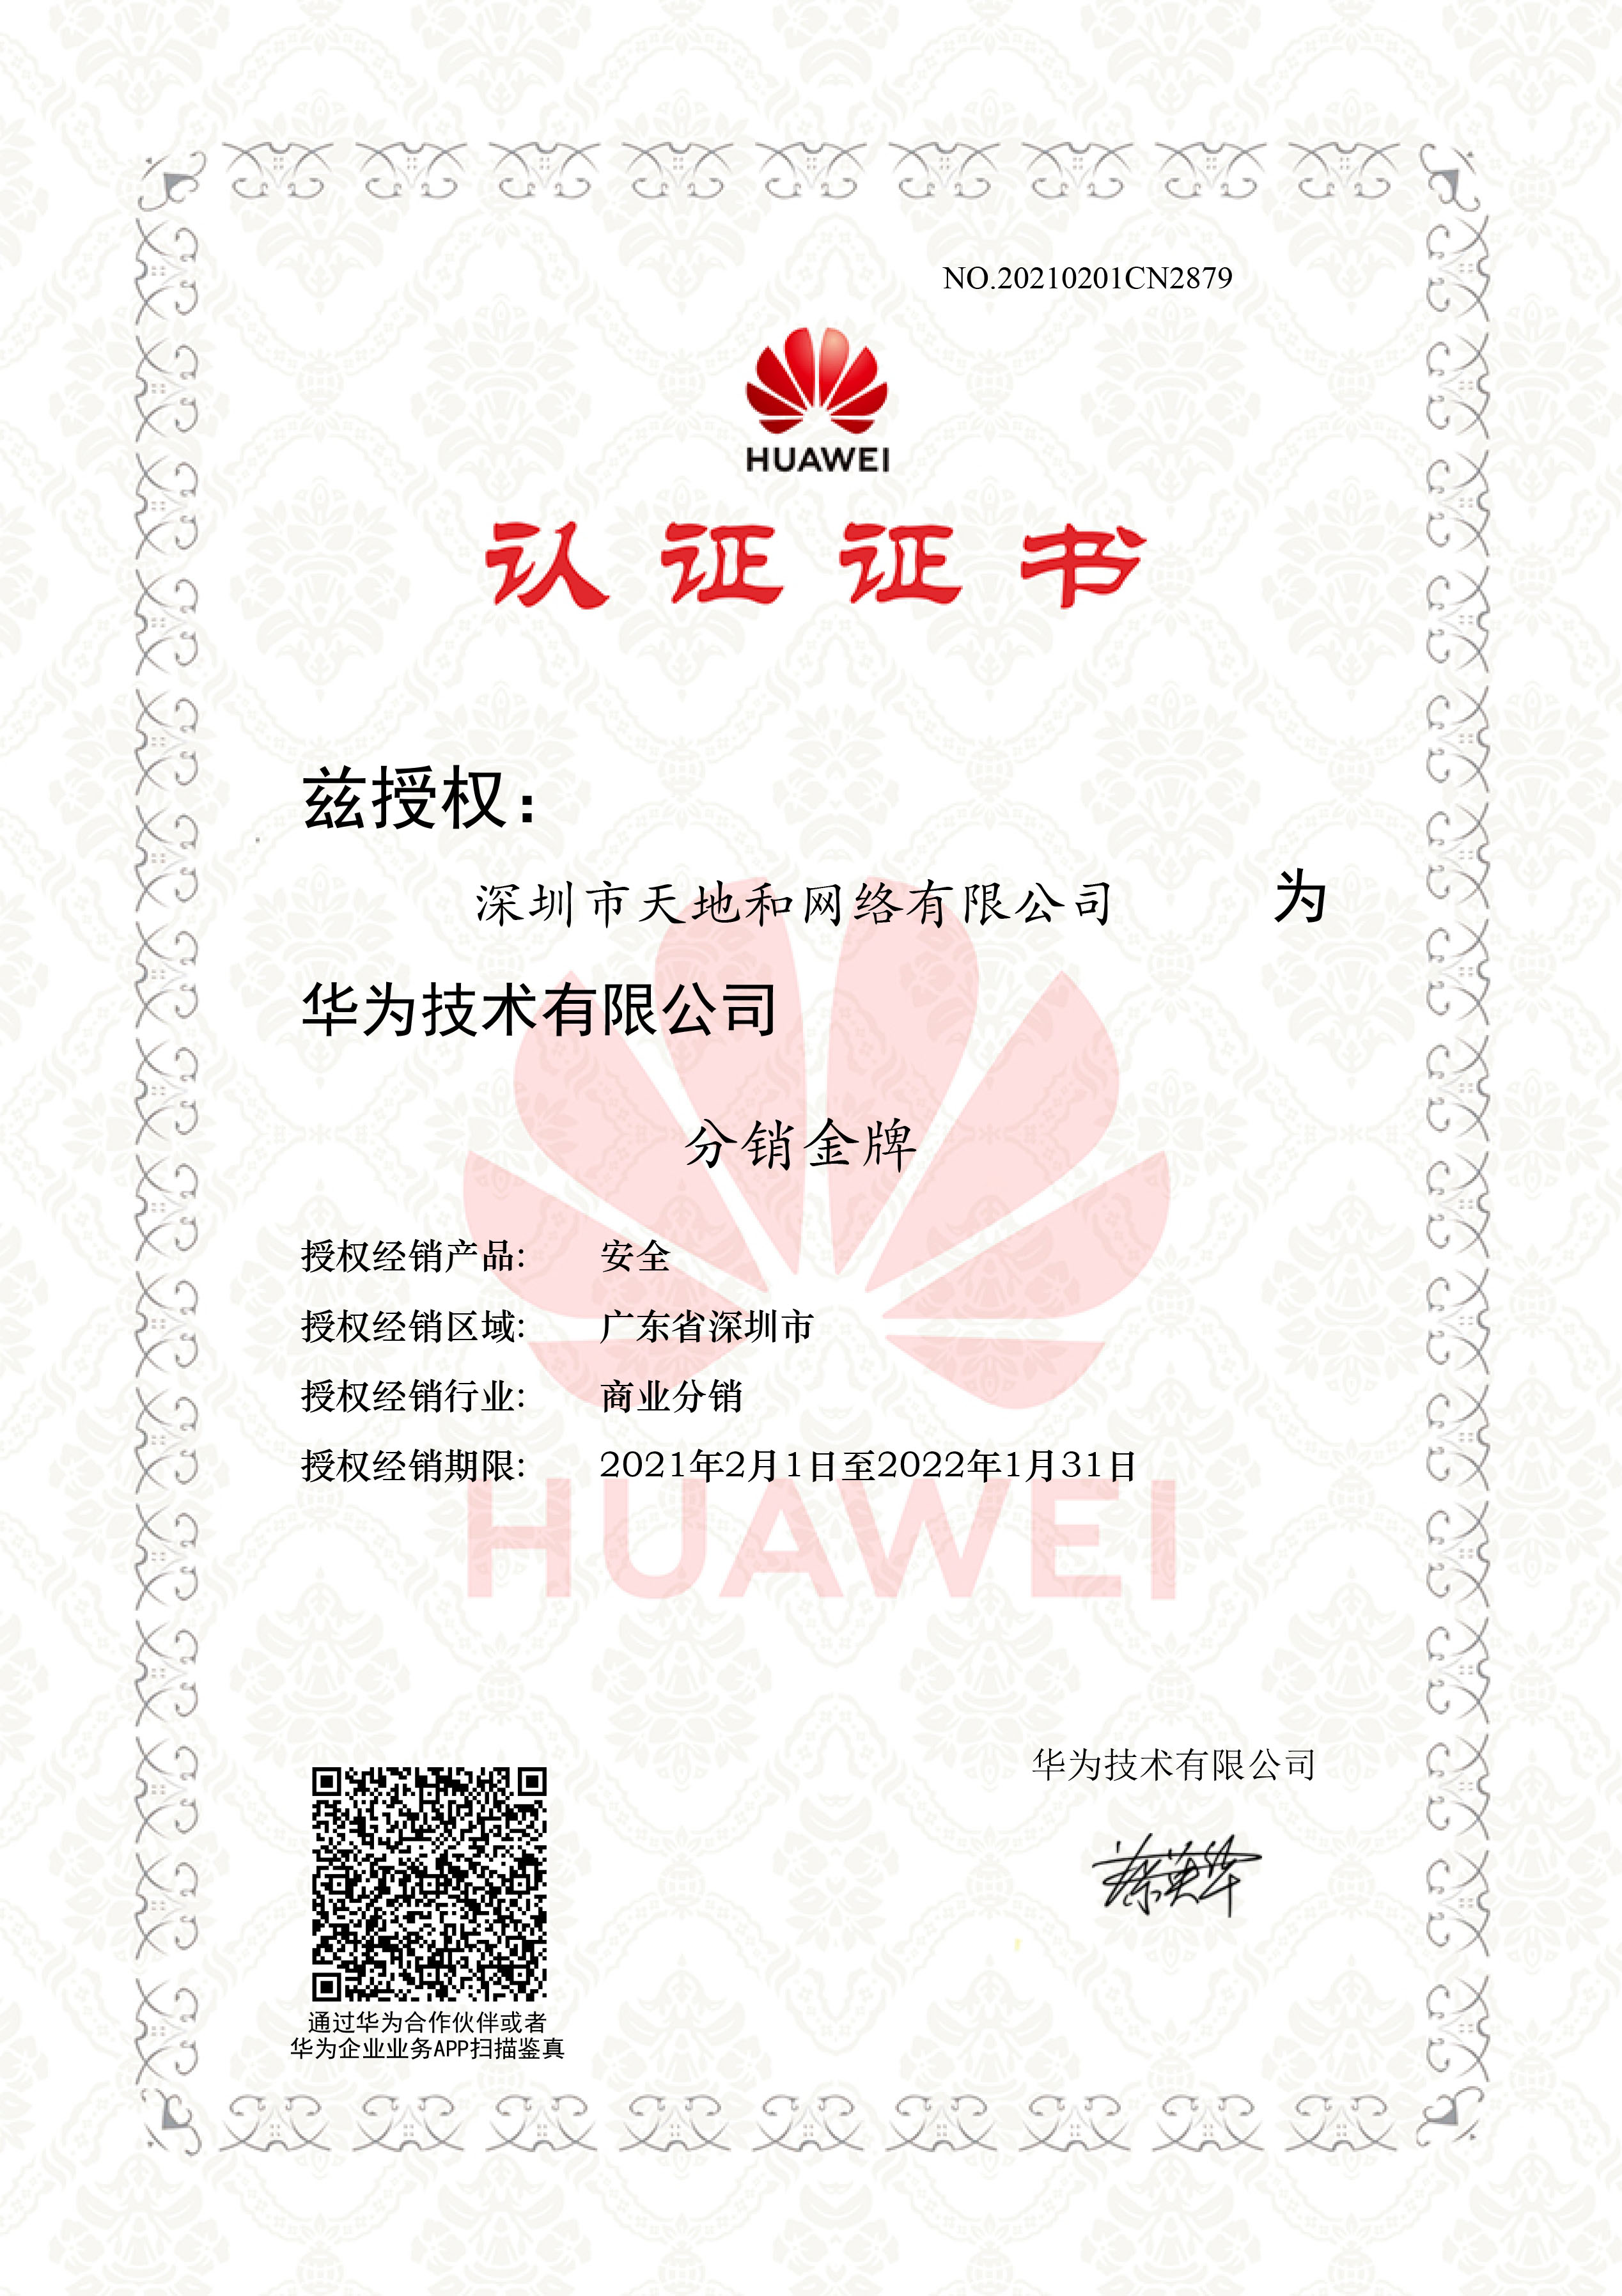 NO.20210201CN2879
HUAWEI
认证证书
兹授权：
深圳市天地和网络有限公司 为
华为技术有限公司
分销金牌
授权经销产品: 安全
授权经销区域: 广东省深圳市
授权经销行业: 商业分销
授权经销期限: 2021年2月1日至2022年1月31日
HUAWEI
华为技术有限公司
通过华为合作伙伴或者
华为企业业务APP扫描鉴真